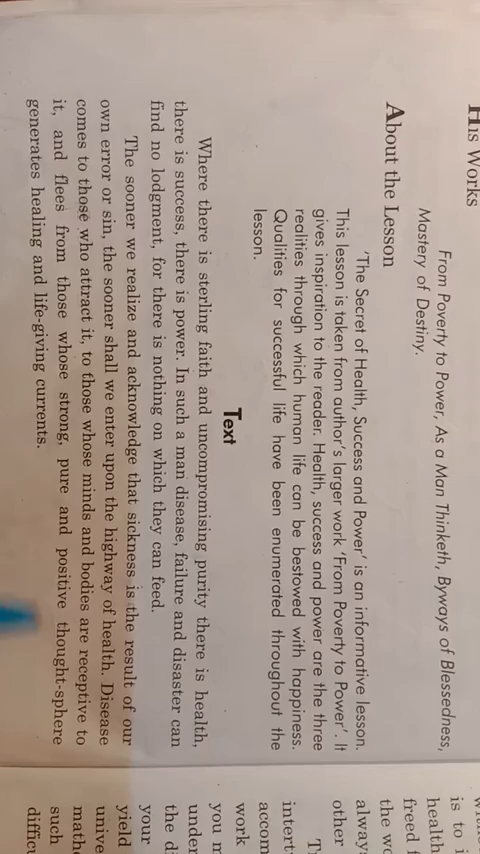 His Works
From Poverty to Power, As a Man Thinketh, Byways of Blessedness,
Mastery of Destiny.
About the Lesson
'The Secret of Health, Success and Power' is an informative lesson.
This lesson is taken from author's larger work 'From Poverty to Power'. It
gives inspiration to the reader. Health, success and power are the three
realities through which human life can be bestowed with happiness.
Qualities for successful life have been enumerated throughout the
lesson.
Text
Where there is sterling faith and uncompromising purity there is health,
there is success, there is power. In such a man disease, failure and disaster can
find no lodgment, for there is nothing on which they can feed.
The sooner we realize and acknowledge that sickness is the result of our
own error or sin, the sooner shall we enter upon the highway of health. Disease
comes to those who attract it, to those whose minds and bodies are receptive to
it, and flees from those whose strong, pure and positive thought-sphere
generates healing and life-giving currents.
is to i
health
freed
the wo
alway
other
T
intert
accom
work
you m
under
the di
your
yield
unive
math
such
difficu